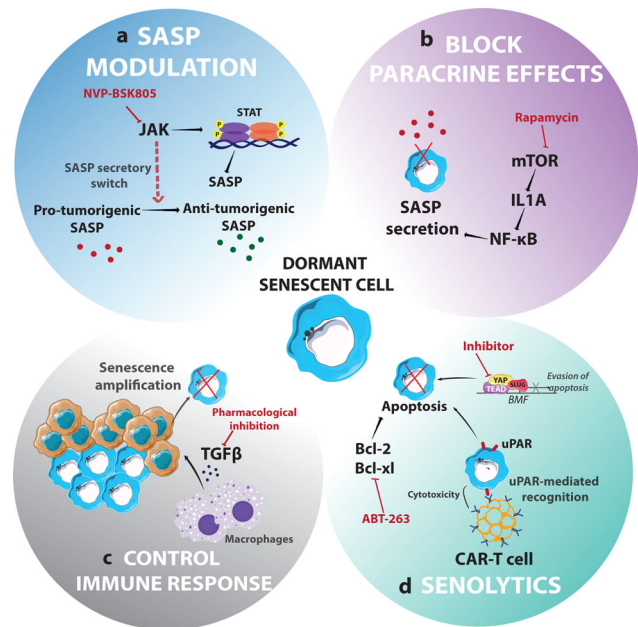 a SASP
MODULATION
NVP-BSK805
JAK
STAT
P
P
P
P
SASP secretory
switch
SASP
Pro-tumorigenic
SASP
Anti-tumorigenic
SASP
b BLOCK
PARACRINE EFFECTS
Rapamycin
mTOR
IL1A
NF-κB
SASP
secretion
DORMANT
SENESCENT CELL
Senescence
amplification
Pharmacological
inhibition
TGFβ
Macrophages
c CONTROL
IMMUNE RESPONSE
Inhibitor
YAP
TEAD
SLUG
BMF
Evasion of
apoptosis
Apoptosis
Bcl-2
Bcl-xl
ABT-263
uPAR
uPAR-mediated
recognition
Cytotoxicity
CAR-T cell
d SENOLYTICS